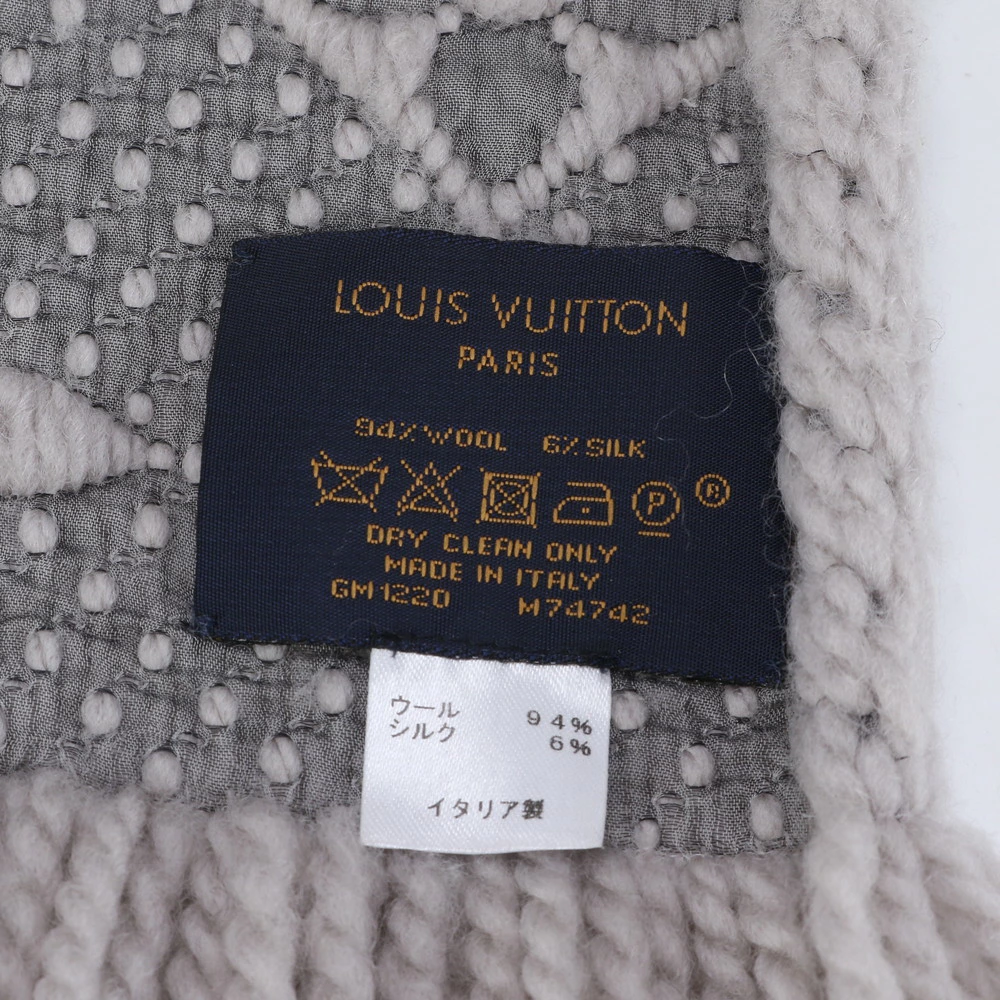 LOUIS VUITTON
PARIS
94% WOOL 6% SILK
P ®
DRY CLEAN ONLY
MADE IN ITALY
GM1220 M74742
ウール 94%
シルク 6%
イタリア製